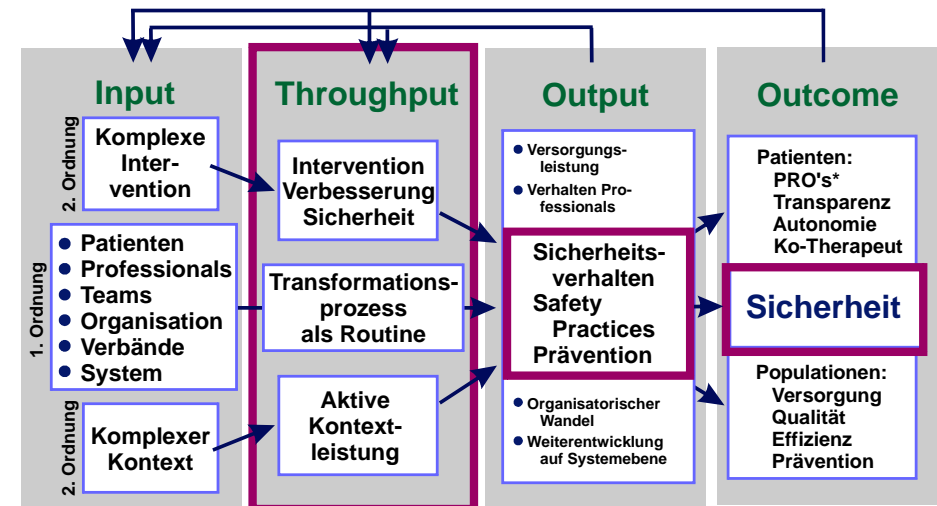 Input
2. Ordnung
Komplexe
Inter-
vention
1. Ordnung
Patienten
Professionals
Teams
Organisation
Verbände
System
2. Ordnung
Komplexer
Kontext
Throughput
Intervention
Verbesserung
Sicherheit
Transformations-
prozess
als Routine
Aktive
Kontext-
leistung
Output
Versorgungs-
leistung
Verhalten Pro-
fessionals
Sicherheits-
verhalten
Safety
Practices
Prävention
Organisatorischer
Wandel
Weiterentwicklung
auf Systemebene
Outcome
Patienten:
PRO's*
Transparenz
Autonomie
Ko-Therapeut
Sicherheit
Populationen:
Versorgung
Qualität
Effizienz
Prävention